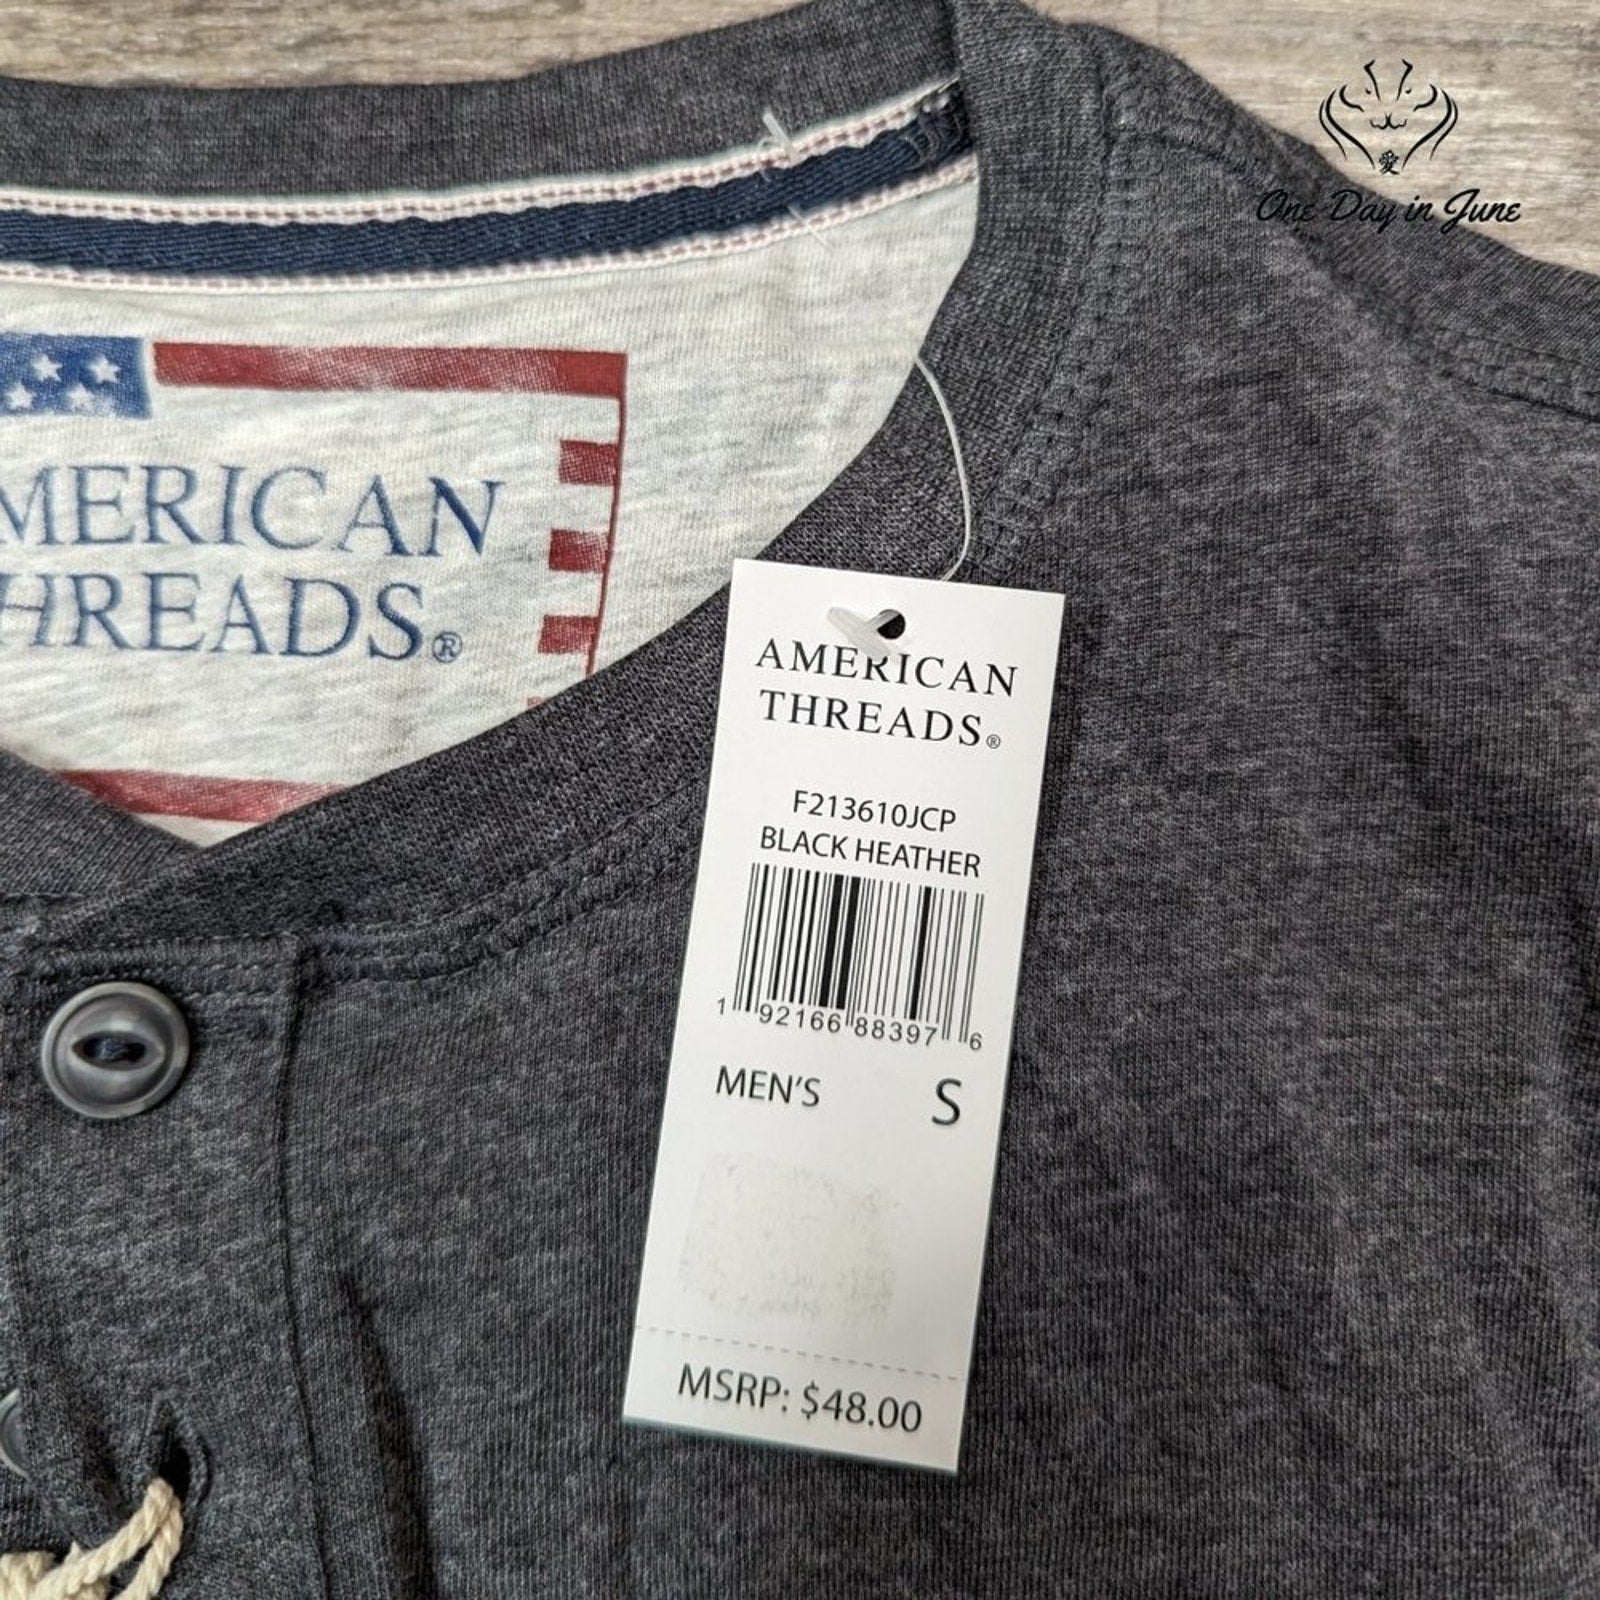 愛
One Day in June
MERICAN
HREADS®
AMERICAN
THREADS®
F213610JCP
BLACK HEATHER
1 92166 88397 6
MEN'S S
MSRP: $48.00